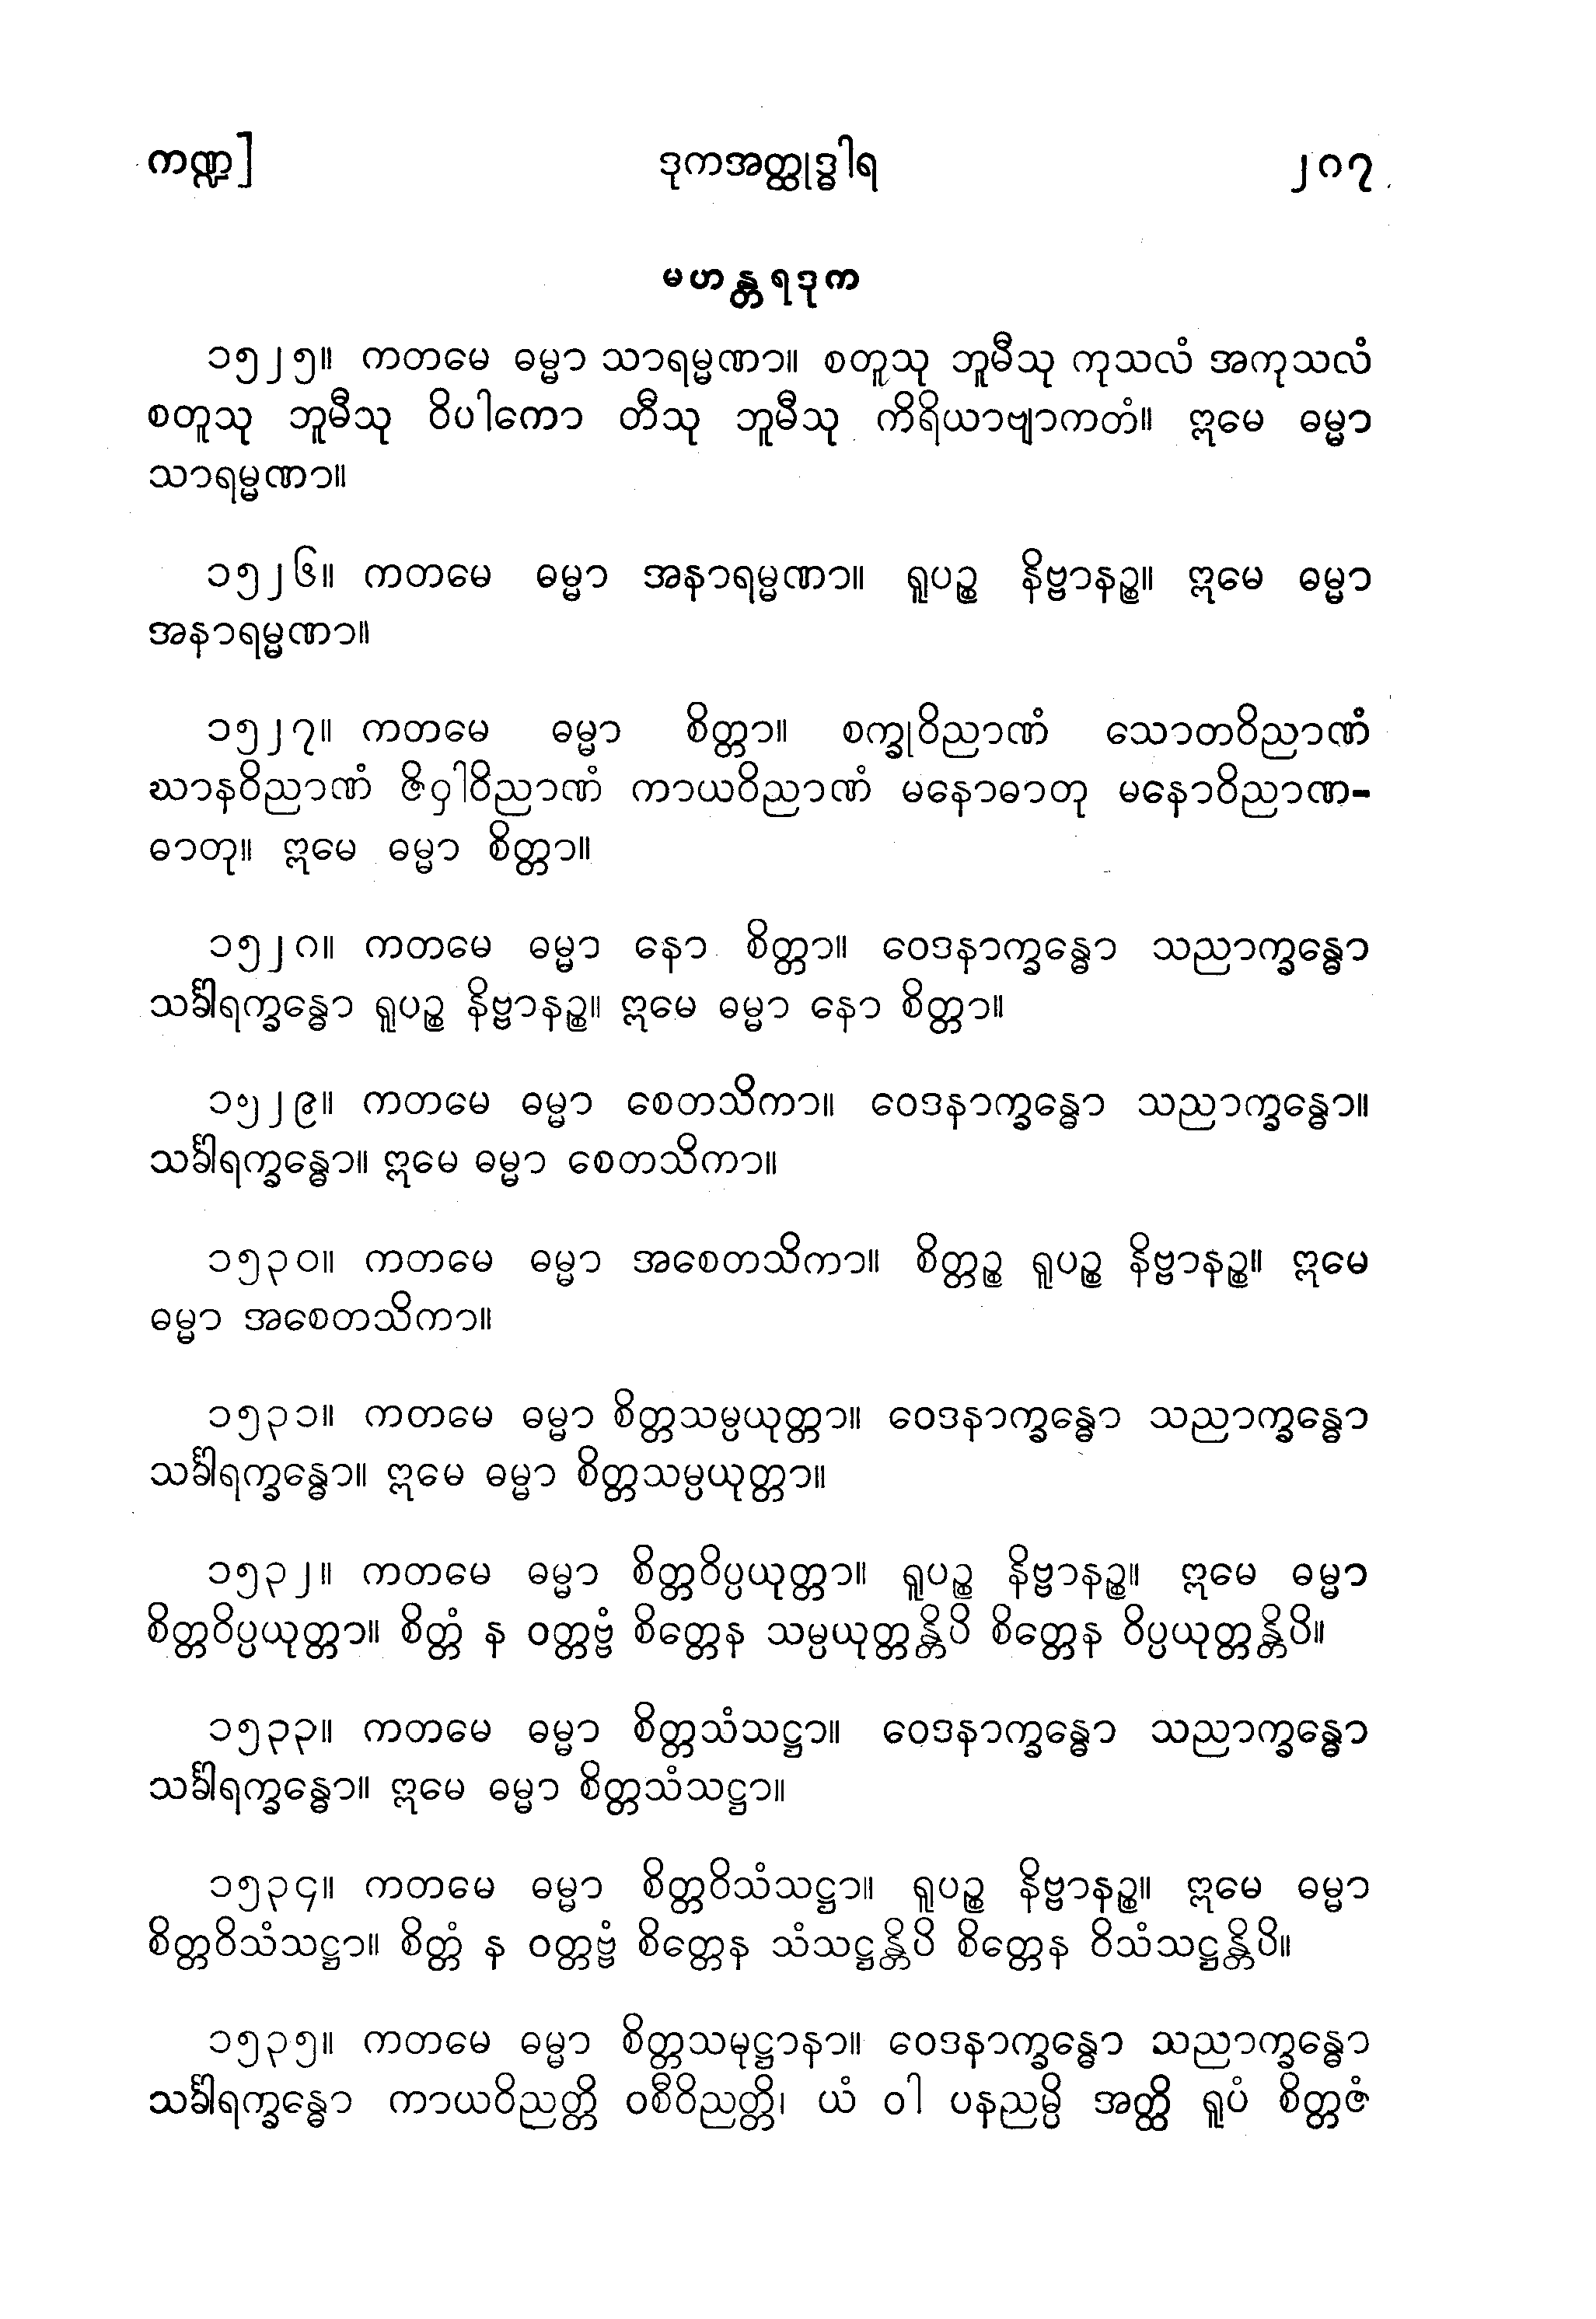 ကဏ္ဍ]
ဒုကအတ္ထုဒ္ဓါရ
၂၈၇
မဟန္တရဒုက
၁၅၂၅။ ကတမေ ဓမ္မာ သာရမ္မဏာ။ စတူသု ဘူမီသု ကုသလံ အကုသလံ
စတူသု ဘူမီသု ဝိပါကော တီသု ဘူမီသု ကိရိယာဗျာကတံ။ ဣမေ ဓမ္မာ
သာရမ္မဏာ။
၁၅၂၆။ ကတမေ ဓမ္မာ အနာရမ္မဏာ။ ရူပဉ္စ နိဗ္ဗာနဉ္စ။ ဣမေ ဓမ္မာ
အနာရမ္မဏာ။
၁၅၂၇။ ကတမေ ဓမ္မာ စိတ္တာ။ စက္ခုဝိညာဏံ သောတဝိညာဏံ
ဃာနဝိညာဏံ ဇိဝှါဝိညာဏံ ကာယဝိညာဏံ မနောဓာတု မနောဝိညာဏ-
ဓာတု။ ဣမေ ဓမ္မာ စိတ္တာ။
၁၅၂၈။ ကတမေ ဓမ္မာ နော စိတ္တာ။ ဝေဒနာက္ခန္ဓော သညာက္ခန္ဓော
သင်္ခါရက္ခန္ဓော ရူပဉ္စ နိဗ္ဗာနဉ္စ။ ဣမေ ဓမ္မာ နော စိတ္တာ။
၁၅၂၉။ ကတမေ ဓမ္မာ စေတသိကာ။ ဝေဒနာက္ခန္ဓော သညာက္ခန္ဓော။
သင်္ခါရက္ခန္ဓော။ ဣမေ ဓမ္မာ စေတသိကာ။
၁၅၃၀။ ကတမေ ဓမ္မာ အစေတသိကာ။ စိတ္တဉ္စ ရူပဉ္စ နိဗ္ဗာနဉ္စ။ ဣမေ
ဓမ္မာ အစေတသိကာ။
၁၅၃၁။ ကတမေ ဓမ္မာ စိတ္တသမ္ပယုတ္တာ။ ဝေဒနာက္ခန္ဓော သညာက္ခန္ဓော
သင်္ခါရက္ခန္ဓော။ ဣမေ ဓမ္မာ စိတ္တသမ္ပယုတ္တာ။
၁၅၃၂။ ကတမေ ဓမ္မာ စိတ္တဝိပ္ပယုတ္တာ။ ရူပဉ္စ နိဗ္ဗာနဉ္စ။ ဣမေ ဓမ္မာ
စိတ္တဝိပ္ပယုတ္တာ။ စိတ္တံ န ဝတ္တဗ္ဗံ စိတ္တေန သမ္ပယုတ္တန္တိပိ စိတ္တေန ဝိပ္ပယုတ္တန္တိပိ။
၁၅၃၃။ ကတမေ ဓမ္မာ စိတ္တသံသဋ္ဌာ။ ဝေဒနာက္ခန္ဓော သညာက္ခန္ဓော
သင်္ခါရက္ခန္ဓော။ ဣမေ ဓမ္မာ စိတ္တသံသဋ္ဌာ။
၁၅၃၄။ ကတမေ ဓမ္မာ စိတ္တဝိသံသဋ္ဌာ။ ရူပဉ္စ နိဗ္ဗာနဉ္စ။ ဣမေ ဓမ္မာ
စိတ္တဝိသံသဋ္ဌာ။ စိတ္တံ န ဝတ္တဗ္ဗံ စိတ္တေန သံသဋ္ဌန္တိပိ စိတ္တေန ဝိသံသဋ္ဌန္တိပိ။
၁၅၃၅။ ကတမေ ဓမ္မာ စိတ္တသမုဋ္ဌာနာ။ ဝေဒနာက္ခန္ဓော သညာက္ခန္ဓော
သင်္ခါရက္ခန္ဓော ကာယဝိညတ္တိ ဝစီဝိညတ္တိ၊ ယံ ဝါ ပနညမ္ပိ အတ္ထိ ရူပံ စိတ္တဇံ